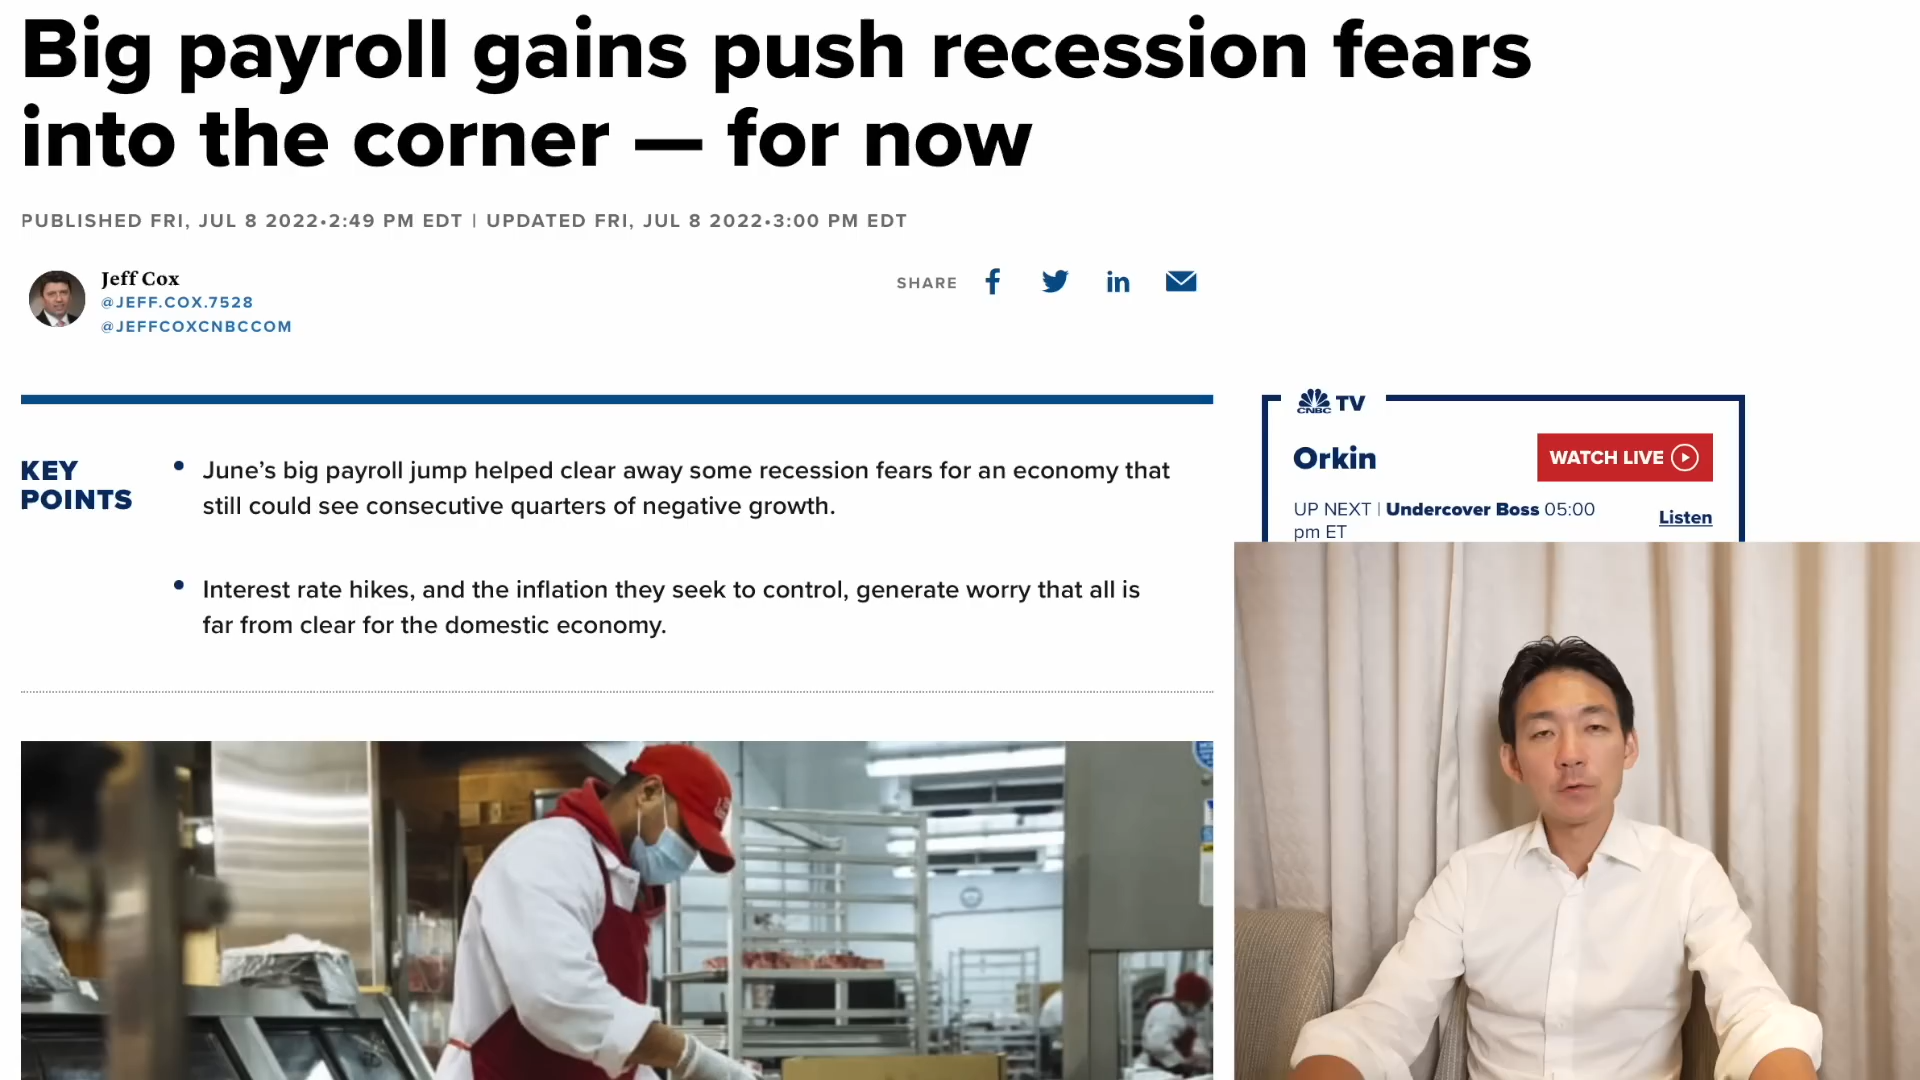 Big payroll gains push recession fears
into the corner — for now
PUBLISHED FRI, JUL 8 2022•2:49 PM EDT | UPDATED FRI, JUL 8 2022•3:00 PM EDT
Jeff Cox
@JEFF.COX.7528
@JEFFCOXCNBCCOM
SHARE
KEY
POINTS
June’s big payroll jump helped clear away some recession fears for an economy that
still could see consecutive quarters of negative growth.
Interest rate hikes, and the inflation they seek to control, generate worry that all is
far from clear for the domestic economy.
CNBC TV
Orkin
WATCH LIVE
UP NEXT | Undercover Boss 05:00
pm ET
Listen